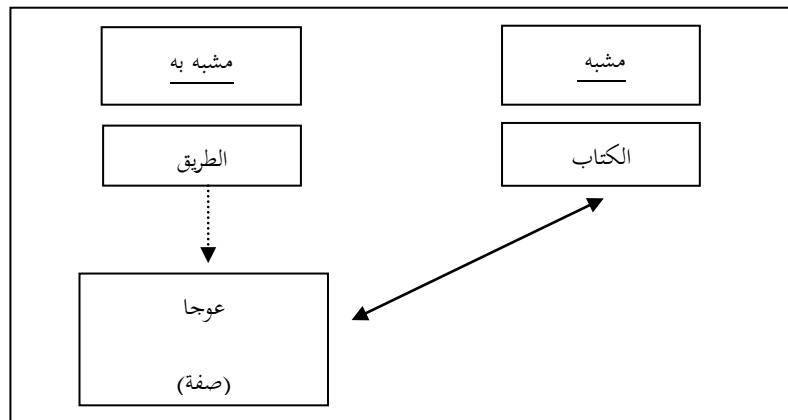 مشبه
مشبه به
الكتاب
الطريق
عوجا
(صفة)